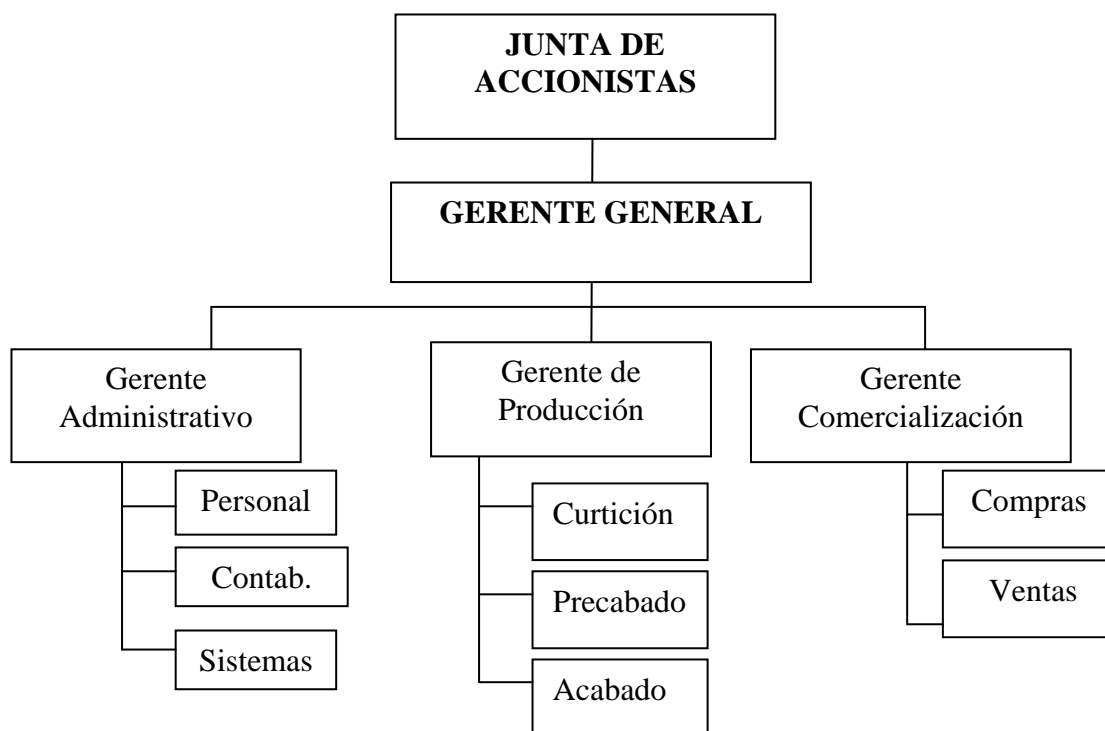 JUNTA DE
ACCIONISTAS
GERENTE GENERAL
Gerente
Administrativo
Gerente de
Producción
Gerente
Comercialización
Personal
Contab.
Sistemas
Curtición
Precabado
Acabado
Compras
Ventas